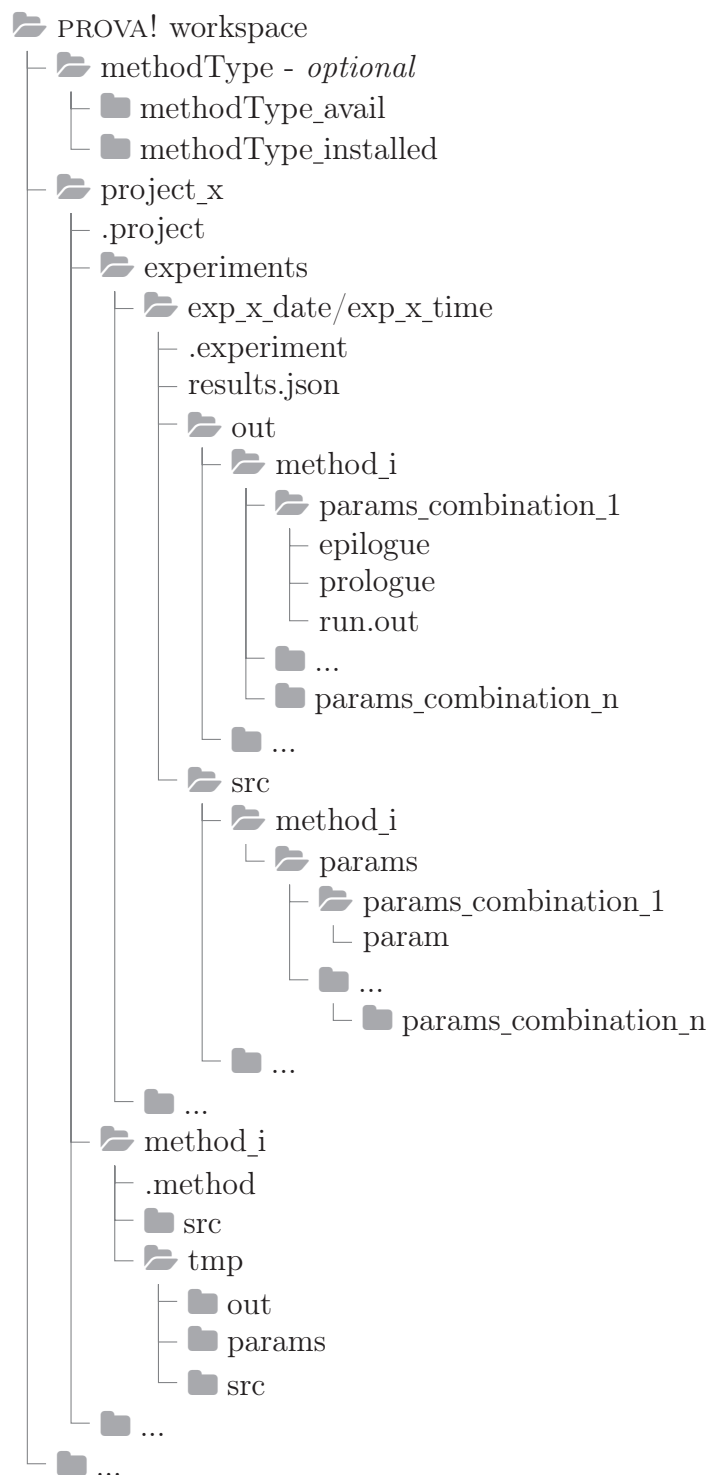 PROVA! workspace
methodType - optional
methodType_avail
methodType_installed
project_x
.project
experiments
exp_x_date/exp_x_time
.experiment
results.json
out
method_i
params_combination_1
epilogue
prologue
run.out
...
params_combination_n
...
src
method_i
params
params_combination_1
param
...
params_combination_n
...
...
method_i
.method
src
tmp
out
params
src
...
...